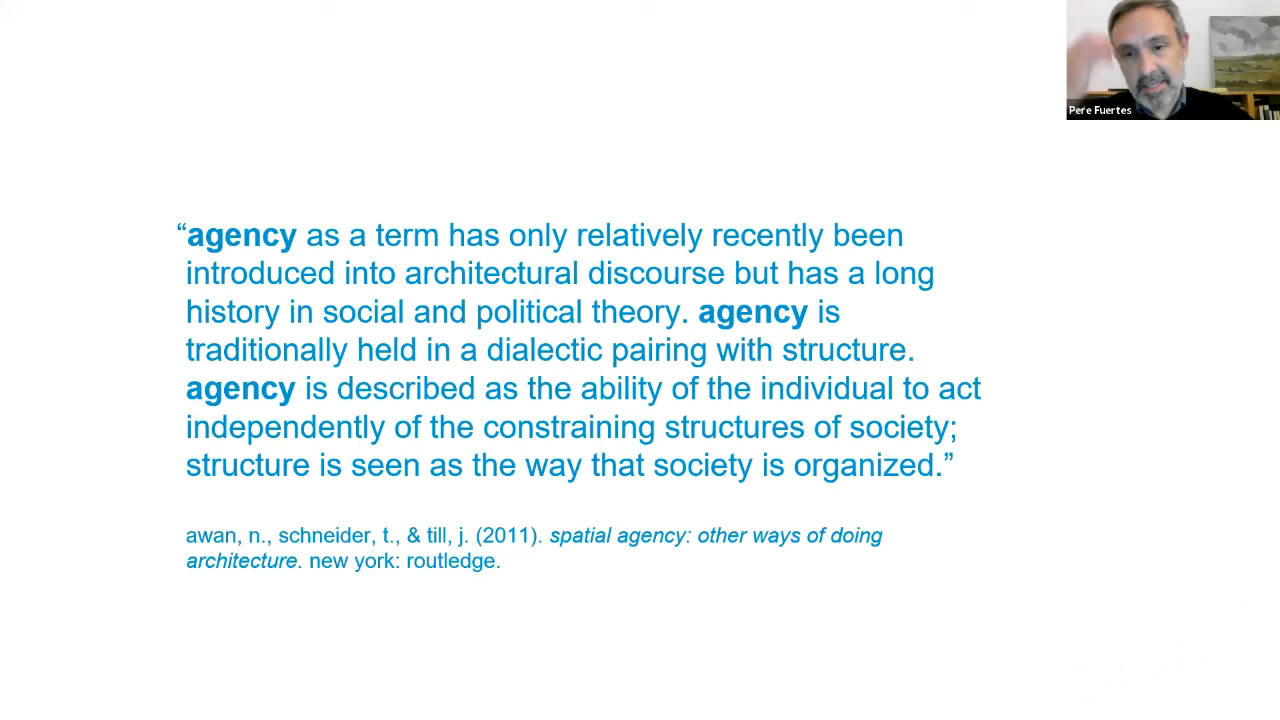 Pere Fuertes
“agency as a term has only relatively recently been
introduced into architectural discourse but has a long
history in social and political theory. agency is
traditionally held in a dialectic pairing with structure.
agency is described as the ability of the individual to act
independently of the constraining structures of society;
structure is seen as the way that society is organized.”
awan, n., schneider, t., & till, j. (2011). spatial agency: other ways of doing
architecture. new york: routledge.